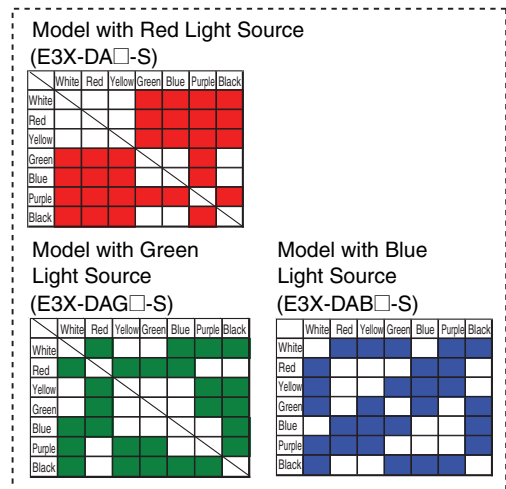 Model with Red Light Source
(E3X-DA□-S)
White Red Yellow Green Blue Purple Black
White
Red
Yellow
Green
Blue
Purple
Black
Model with Green
Light Source
(E3X-DAG□-S)
White Red Yellow Green Blue Purple Black
White
Red
Yellow
Green
Blue
Purple
Black
Model with Blue
Light Source
(E3X-DAB□-S)
White Red Yellow Green Blue Purple Black
White
Red
Yellow
Green
Blue
Purple
Black